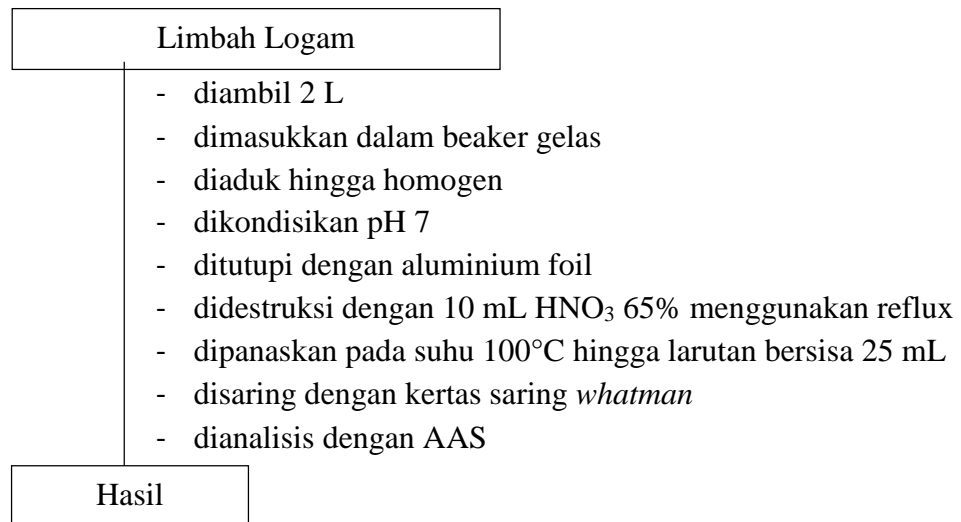 Limbah Logam
- diambil 2 L
- dimasukkan dalam beaker gelas
- diaduk hingga homogen
- dikondisikan pH 7
- ditutupi dengan aluminium foil
- didestruksi dengan 10 mL HNO₃ 65% menggunakan reflux
- dipanaskan pada suhu 100°C hingga larutan bersisa 25 mL
- disaring dengan kertas saring whatman
- dianalisis dengan AAS
Hasil